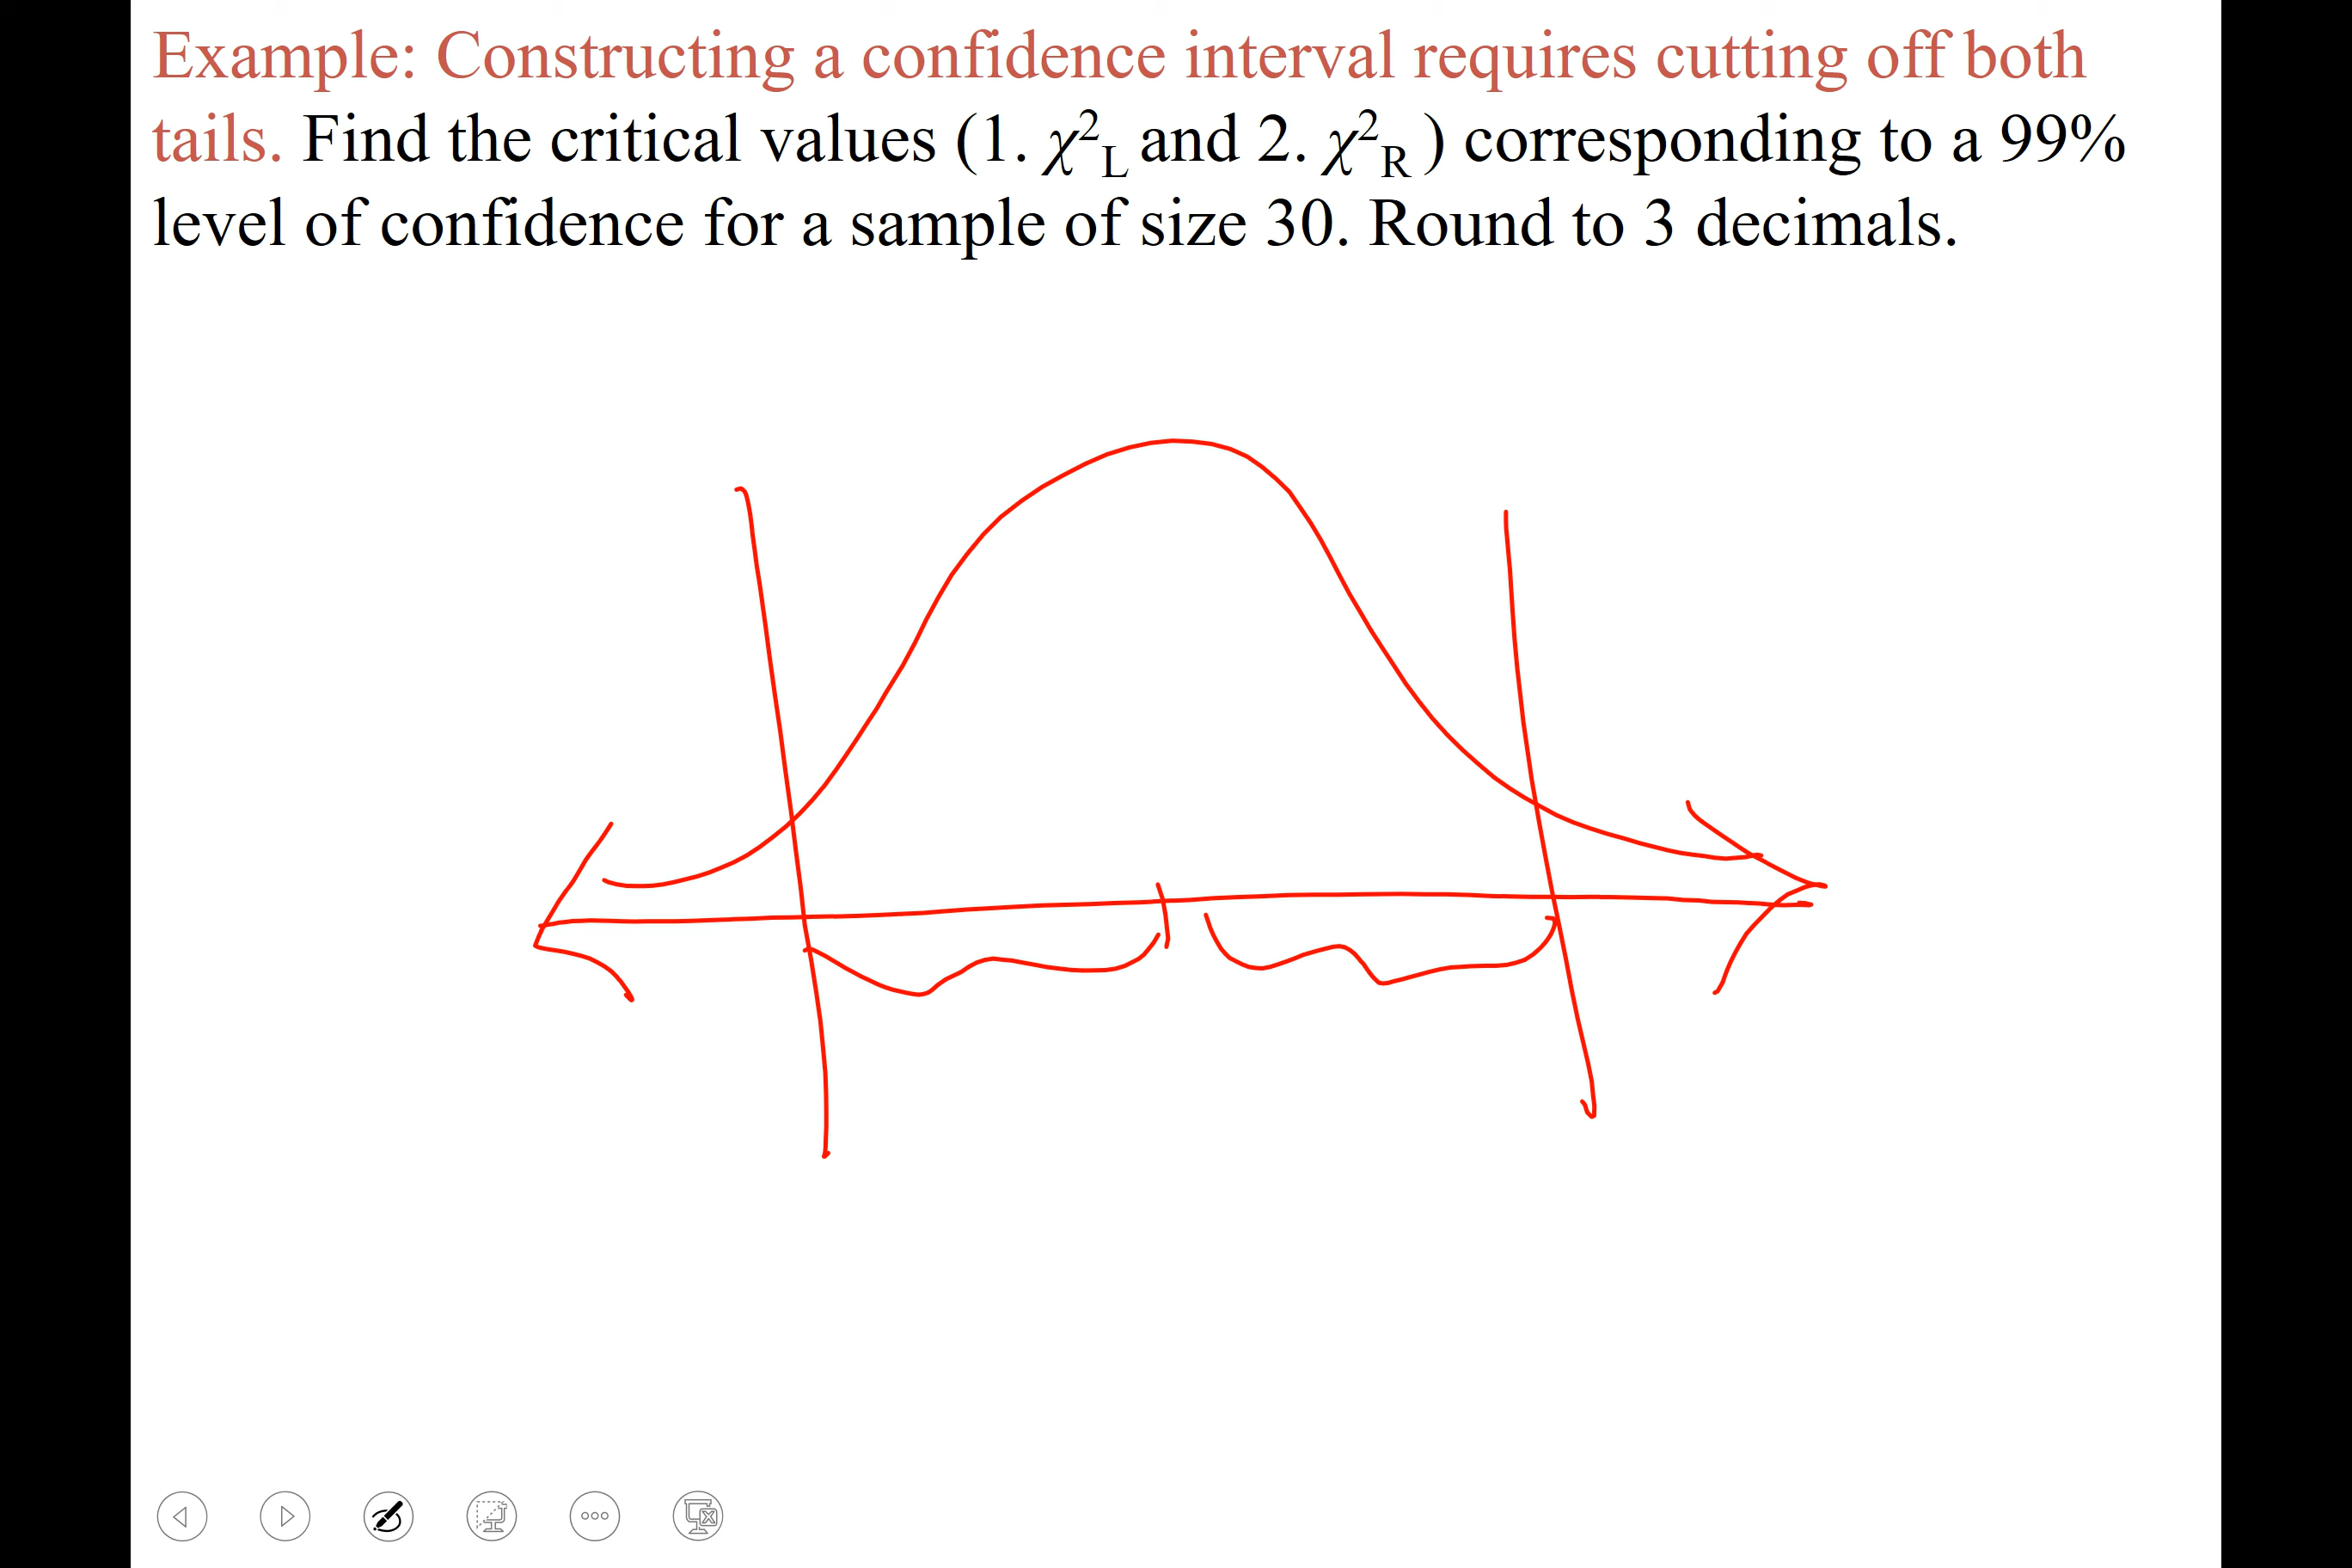 Example: Constructing a confidence interval requires cutting off both
tails. Find the critical values (1. χ²L and 2. χ²R ) corresponding to a 99%
level of confidence for a sample of size 30. Round to 3 decimals.